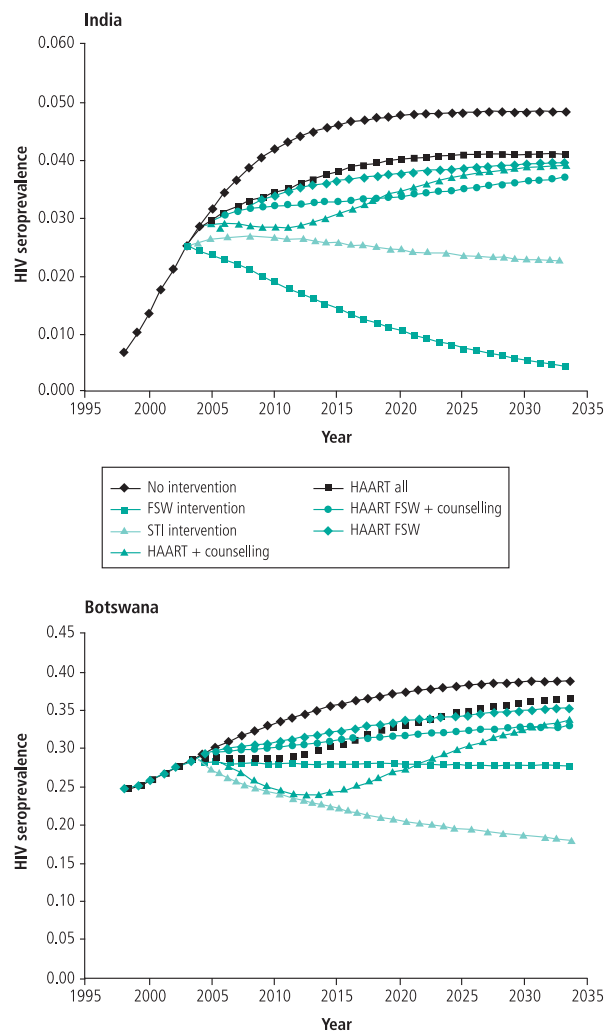 India
0.060
0.050
0.040
0.030
0.020
0.010
0.000
HIV seroprevalence
1995 2000 2005 2010 2015 2020 2025 2030 2035
Year
No intervention
FSW intervention
STI intervention
HAART + counselling
HAART all
HAART FSW + counselling
HAART FSW
Botswana
0.45
0.40
0.35
0.30
0.25
0.20
0.15
0.10
0.05
0.00
HIV seroprevalence
1995 2000 2005 2010 2015 2020 2025 2030 2035
Year